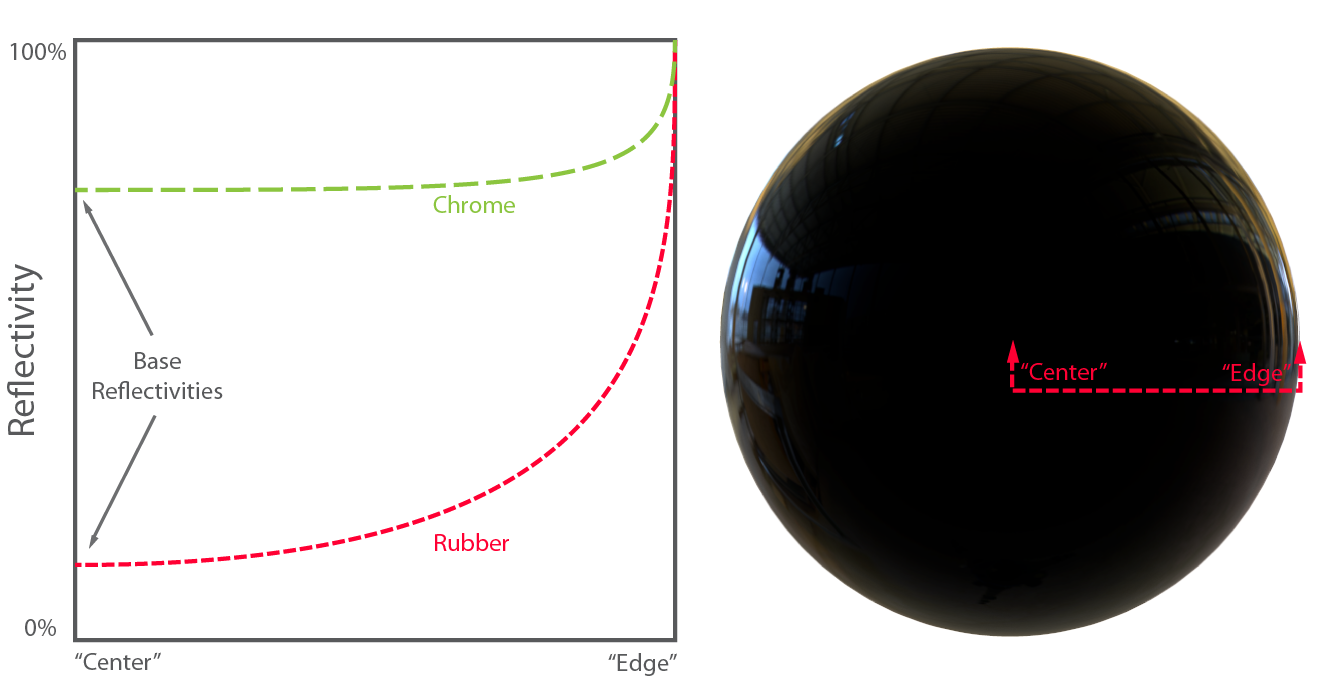 100%
Reflectivity
Chrome
Base
Reflectivities
Rubber
0%
“Center”
“Edge”
“Center”
“Edge”